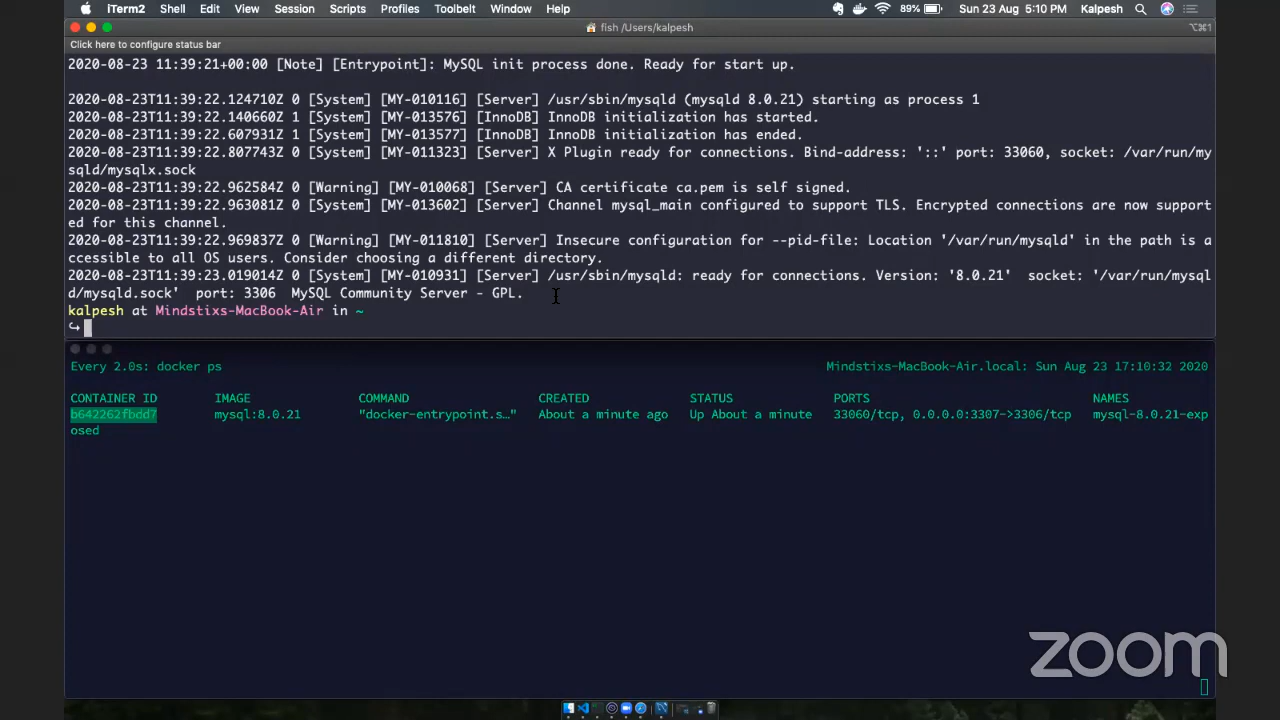 iTerm2 Shell Edit View Session Scripts Profiles Toolbelt Window Help 89% Sun 23 Aug 5:10 PM Kalpesh
fish /Users/kalpesh ⌥⌘1
Click here to configure status bar
2020-08-23 11:39:21+00:00 [Note] [Entrypoint]: MySQL init process done. Ready for start up.
2020-08-23T11:39:22.124710Z 0 [System] [MY-010116] [Server] /usr/sbin/mysqld (mysqld 8.0.21) starting as process 1
2020-08-23T11:39:22.140660Z 1 [System] [MY-013576] [InnoDB] InnoDB initialization has started.
2020-08-23T11:39:22.607931Z 1 [System] [MY-013577] [InnoDB] InnoDB initialization has ended.
2020-08-23T11:39:22.807743Z 0 [System] [MY-011323] [Server] X Plugin ready for connections. Bind-address: '::' port: 33060, socket: /var/run/my
sqld/mysqlx.sock
2020-08-23T11:39:22.962584Z 0 [Warning] [MY-010068] [Server] CA certificate ca.pem is self signed.
2020-08-23T11:39:22.963081Z 0 [System] [MY-013602] [Server] Channel mysql_main configured to support TLS. Encrypted connections are now support
ed for this channel.
2020-08-23T11:39:22.969837Z 0 [Warning] [MY-011810] [Server] Insecure configuration for --pid-file: Location '/var/run/mysqld' in the path is a
ccessible to all OS users. Consider choosing a different directory.
2020-08-23T11:39:23.019014Z 0 [System] [MY-010931] [Server] /usr/sbin/mysqld: ready for connections. Version: '8.0.21' socket: '/var/run/mysql
d/mysqld.sock' port: 3306 MySQL Community Server - GPL.
kalpesh at Mindstixs-MacBook-Air in ~
↪
Every 2.0s: docker ps Mindstixs-MacBook-Air.local: Sun Aug 23 17:10:32 2020
CONTAINER ID IMAGE COMMAND CREATED STATUS PORTS NAMES
b642262fbdd7 mysql:8.0.21 "docker-entrypoint.s…" About a minute ago Up About a minute 33060/tcp, 0.0.0.0:3307->3306/tcp mysql-8.0.21-exp
osed
zoom